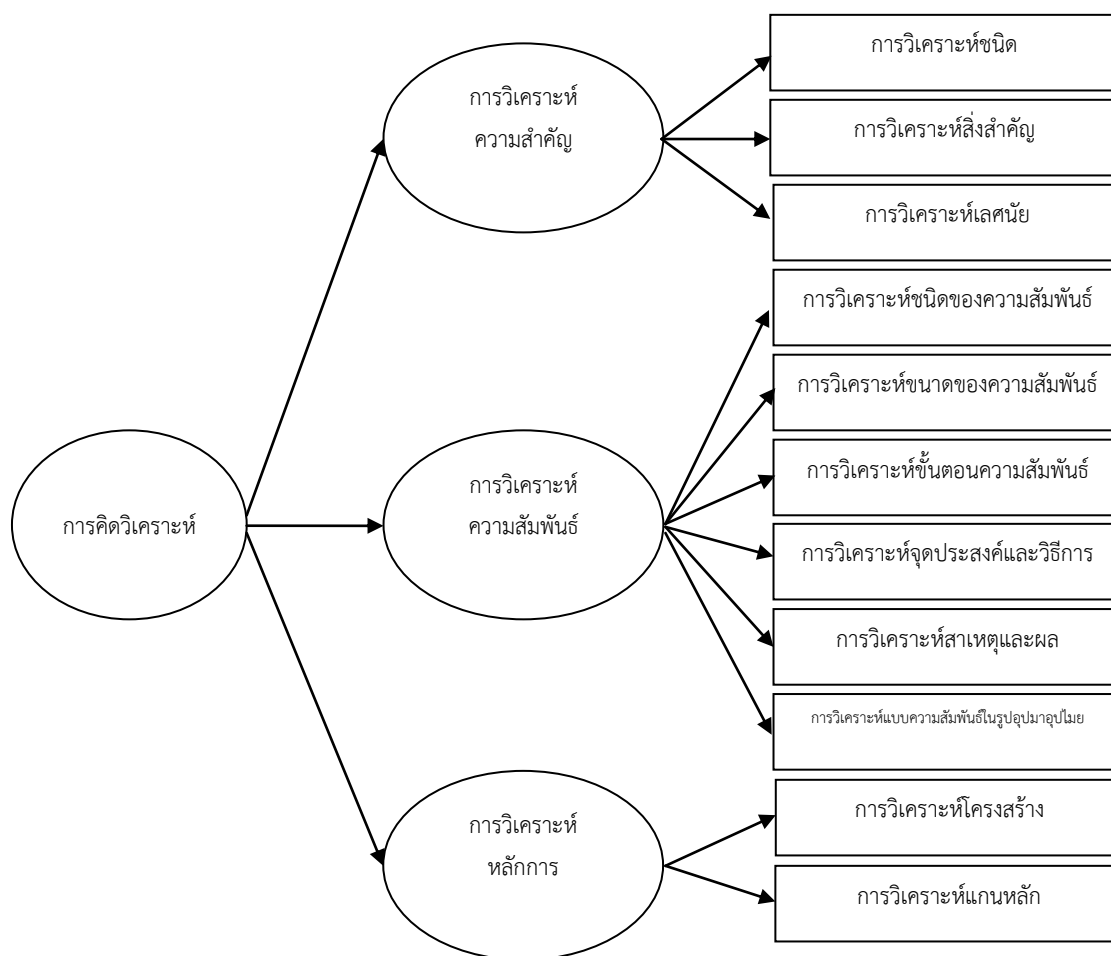 การคิดวิเคราะห์
การวิเคราะห์
ความสำคัญ
การวิเคราะห์ชนิด
การวิเคราะห์สิ่งสำคัญ
การวิเคราะห์เลศนัย
การวิเคราะห์
ความสัมพันธ์
การวิเคราะห์ชนิดของความสัมพันธ์
การวิเคราะห์ขนาดของความสัมพันธ์
การวิเคราะห์ขั้นตอนความสัมพันธ์
การวิเคราะห์จุดประสงค์และวิธีการ
การวิเคราะห์สาเหตุและผล
การวิเคราะห์แบบความสัมพันธ์ในรูปอุปมาอุปไมย
การวิเคราะห์
หลักการ
การวิเคราะห์โครงสร้าง
การวิเคราะห์แกนหลัก